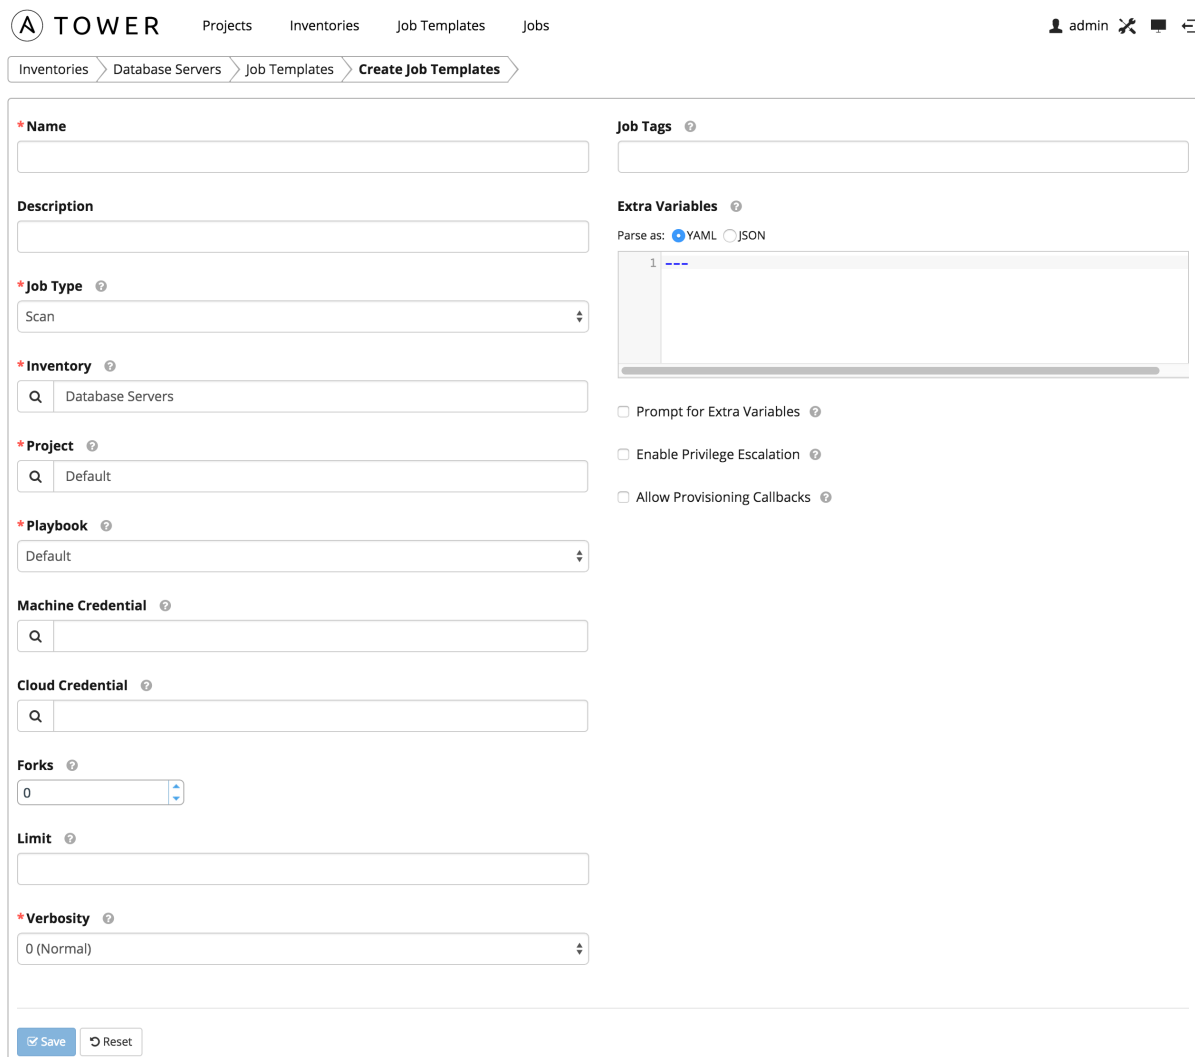 TOWER Projects Inventories Job Templates Jobs admin
Inventories Database Servers Job Templates Create Job Templates
* Name
Description
* Job Type
Scan
* Inventory
Database Servers
* Project
Default
* Playbook
Default
Machine Credential
Cloud Credential
Forks
0
Limit
* Verbosity
0 (Normal)
Job Tags
Extra Variables
Parse as: YAML JSON
1 ---
Prompt for Extra Variables
Enable Privilege Escalation
Allow Provisioning Callbacks
Save Reset